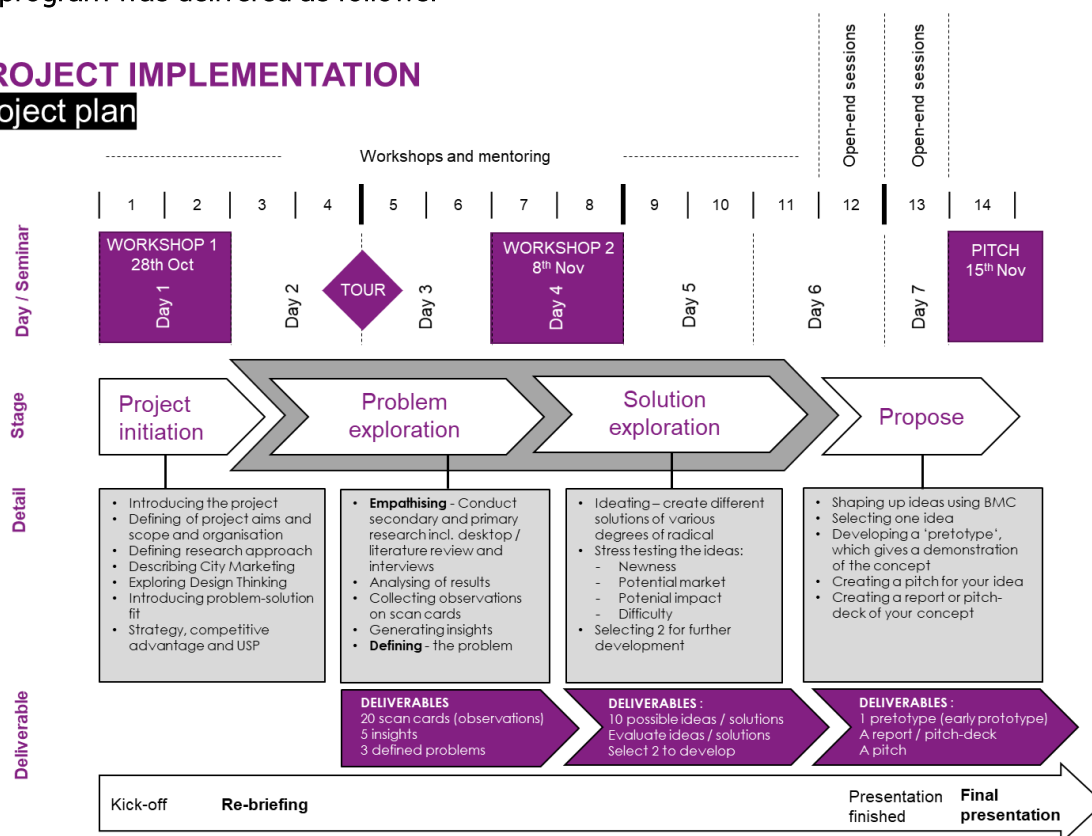 program was delivered as follows:
ROJECT IMPLEMENTATION
oject plan
Workshops and mentoring
Open-end sessions
Open-end sessions
1 2 3 4 5 6 7 8 9 10 11 12 13 14
Day / Seminar
WORKSHOP 1
28th Oct
Day 1
Day 2
TOUR
Day 3
WORKSHOP 2
8th Nov
Day 4
Day 5
Day 6
Day 7
PITCH
15th Nov
Stage
Project
initiation
Problem
exploration
Solution
exploration
Propose
Detail
• Introducing the project
• Defining of project aims and
scope and organisation
• Defining research approach
• Describing City Marketing
• Exploring Design Thinking
• Introducing problem-solution
fit
• Strategy, competitive
advantage and USP
• Empathising - Conduct
secondary and primary
research incl. desktop /
literature review and
interviews
• Analysing of results
• Collecting observations
on scan cards
• Generating insights
• Defining - the problem
• Ideating – create different
solutions of various
degrees of radical
• Stress testing the ideas:
- Newness
- Potential market
- Potenial impact
- Difficulty
• Selecting 2 for further
development
• Shaping up ideas using BMC
• Selecting one idea
• Developing a ‘pretotype’,
which gives a demonstration
of the concept
• Creating a pitch for your idea
• Creating a report or pitch-
deck of your concept
Deliverable
DELIVERABLES
20 scan cards (observations)
5 insights
3 defined problems
DELIVERABLES :
10 possible ideas / solutions
Evaluate ideas / solutions
Select 2 to develop
DELIVERABLES :
1 pretotype (early prototype)
A report / pitch-deck
A pitch
Kick-off
Re-briefing
Presentation
finished
Final
presentation